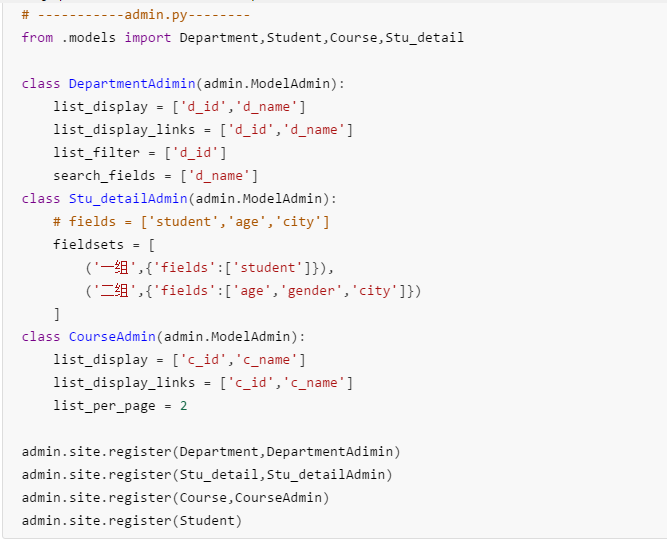 # -----------admin.py--------
from .models import Department,Student,Course,Stu_detail
class DepartmentAdimin(admin.ModelAdmin):
    list_display = ['d_id','d_name']
    list_display_links = ['d_id','d_name']
    list_filter = ['d_id']
    search_fields = ['d_name']
class Stu_detailAdmin(admin.ModelAdmin):
    # fields = ['student','age','city']
    fieldsets = [
        ('一组',{'fields':['student']}),
        ('二组',{'fields':['age','gender','city']})
    ]
class CourseAdmin(admin.ModelAdmin):
    list_display = ['c_id','c_name']
    list_display_links = ['c_id','c_name']
    list_per_page = 2
admin.site.register(Department,DepartmentAdimin)
admin.site.register(Stu_detail,Stu_detailAdmin)
admin.site.register(Course,CourseAdmin)
admin.site.register(Student)